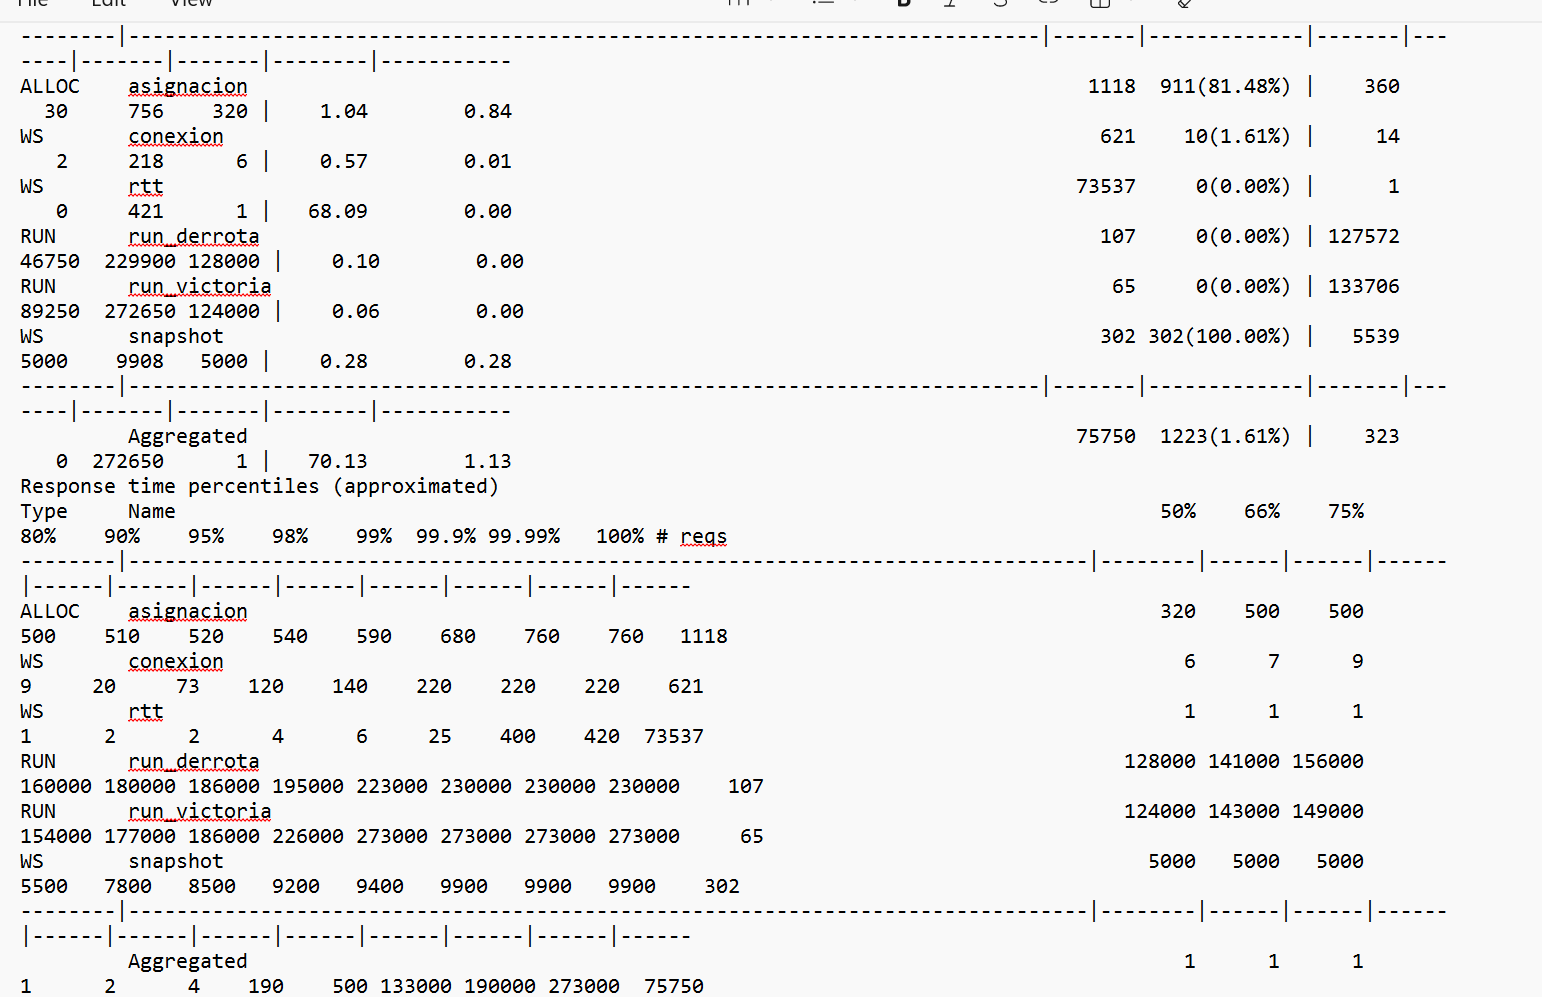 File Edit View B I S
--------|----------------------------------------------------------------------------|-------|-------------|-------|---
----|-------|-------|--------|-----------
ALLOC asignacion 1118 911(81.48%) | 360
30 756 320 | 1.04 0.84
WS conexion 621 10(1.61%) | 14
2 218 6 | 0.57 0.01
WS rtt 73537 0(0.00%) | 1
0 421 1 | 68.09 0.00
RUN run_derrota 107 0(0.00%) | 127572
46750 229900 128000 | 0.10 0.00
RUN run_victoria 65 0(0.00%) | 133706
89250 272650 124000 | 0.06 0.00
WS snapshot 302 302(100.00%) | 5539
5000 9908 5000 | 0.28 0.28
--------|----------------------------------------------------------------------------|-------|-------------|-------|---
----|-------|-------|--------|-----------
Aggregated 75750 1223(1.61%) | 323
0 272650 1 | 70.13 1.13
Response time percentiles (approximated)
Type Name 50% 66% 75%
80% 90% 95% 98% 99% 99.9% 99.99% 100% # reqs
--------|--------------------------------------------------------------------------------|--------|------|------|------
|------|------|------|------|------|------|------|------
ALLOC asignacion 320 500 500
500 510 520 540 590 680 760 760 1118
WS conexion 6 7 9
9 20 73 120 140 220 220 220 621
WS rtt 1 1 1
1 2 2 4 6 25 400 420 73537
RUN run_derrota 128000 141000 156000
160000 180000 186000 195000 223000 230000 230000 230000 107
RUN run_victoria 124000 143000 149000
154000 177000 186000 226000 273000 273000 273000 273000 65
WS snapshot 5000 5000 5000
5500 7800 8500 9200 9400 9900 9900 9900 302
--------|--------------------------------------------------------------------------------|--------|------|------|------
|------|------|------|------|------|------|------|------
Aggregated 1 1 1
1 2 4 190 500 133000 190000 273000 75750